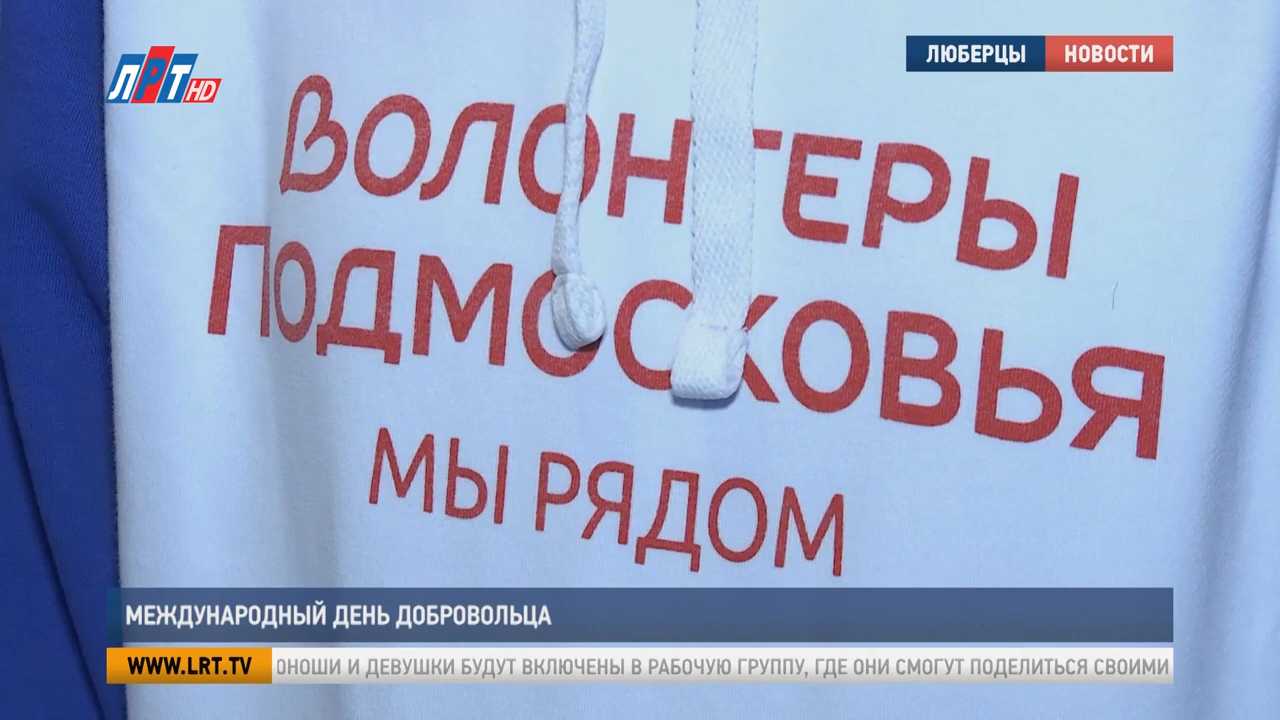 ЛРТ HD
ЛЮБЕРЦЫ НОВОСТИ
ВОЛОНТЕРЫ
ПОДМОСКОВЬЯ
МЫ РЯДОМ
МЕЖДУНАРОДНЫЙ ДЕНЬ ДОБРОВОЛЬЦА
WWW.LRT.TV ОНОШИ И ДЕВУШКИ БУДУТ ВКЛЮЧЕНЫ В РАБОЧУЮ ГРУППУ, ГДЕ ОНИ СМОГУТ ПОДЕЛИТЬСЯ СВОИМИ